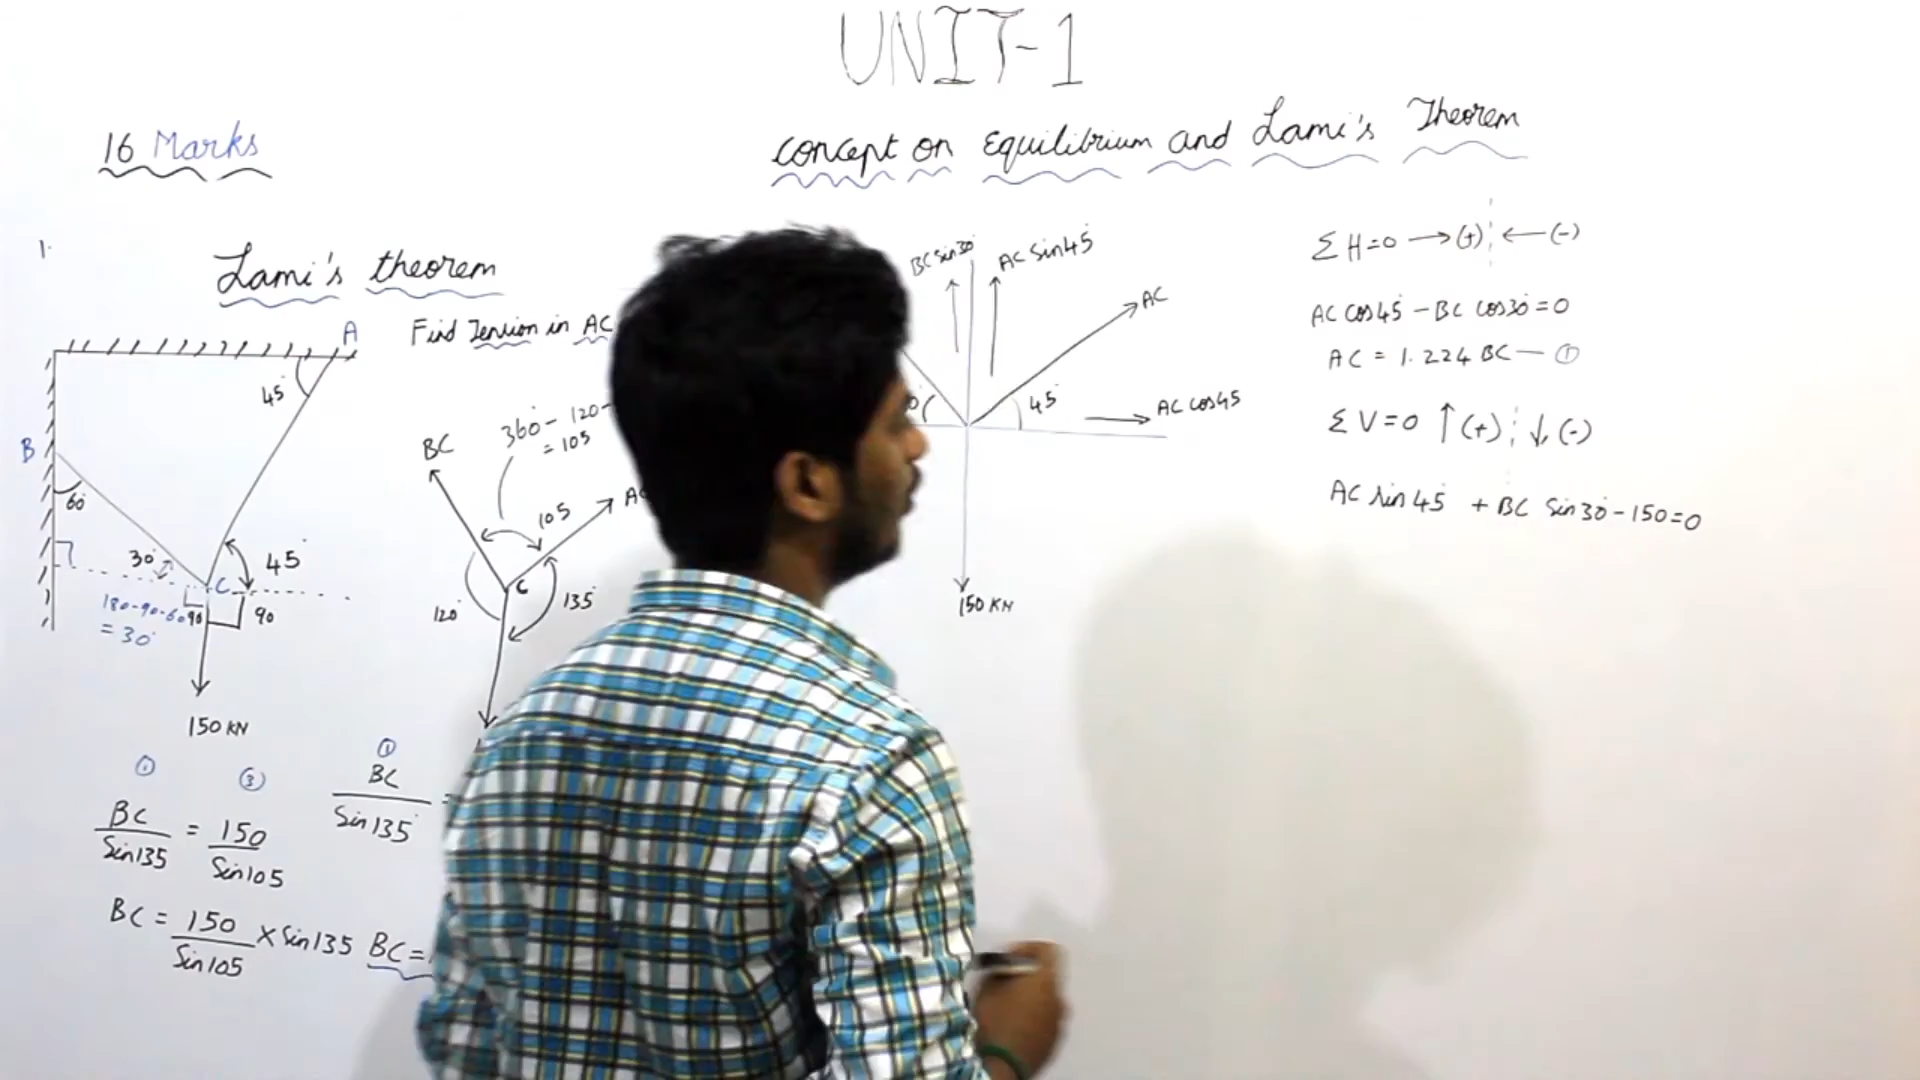 UNIT-1
16 Marks
concept on Equilibrium and Lami's Theorem
1.
Lami's theorem
Find Tension in AC
A
45°
B
60
30°
C
45°
180-90-60
= 30°
90
90
150 KN
BC
360° - 120 -
= 105
105
C
120°
135°
BC sin30°
AC Sin45°
AC
45°
AC cos45
150 KN
① ③
BC/Sin135 = 150/Sin105
BC = 150/Sin105 × Sin135 BC =
①
BC/Sin135°
Σ H=0 → (+) ← (-)
AC cos45° - BC cos30°=0
AC = 1.224 BC — ①
Σ V=0 ↑ (+) ↓ (-)
AC sin 45° + BC Sin30° - 150=0